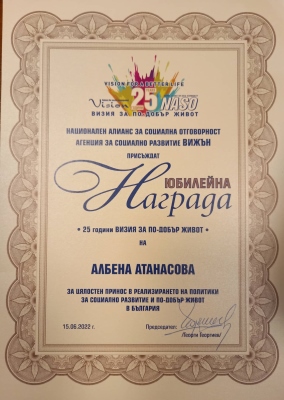 VISION FOR A BETTER LIFE
Vision 25 NASO
ВИЗИЯ ЗА ПО-ДОБЪР ЖИВОТ
НАЦИОНАЛЕН АЛИАНС ЗА СОЦИАЛНА ОТГОВОРНОСТ
АГЕНЦИЯ ЗА СОЦИАЛНО РАЗВИТИЕ ВИЖЪН
ПРИСЪЖДАТ
ЮБИЛЕЙНА
Награда
• 25 години ВИЗИЯ ЗА ПО-ДОБЪР ЖИВОТ •
НА
АЛБЕНА АТАНАСОВА
ЗА ЦЯЛОСТЕН ПРИНОС В РЕАЛИЗИРАНЕТО НА ПОЛИТИКИ
ЗА СОЦИАЛНО РАЗВИТИЕ И ПО-ДОБЪР ЖИВОТ
В БЪЛГАРИЯ
15.06.2022 г.
Председател:
/Георги Георгиев/